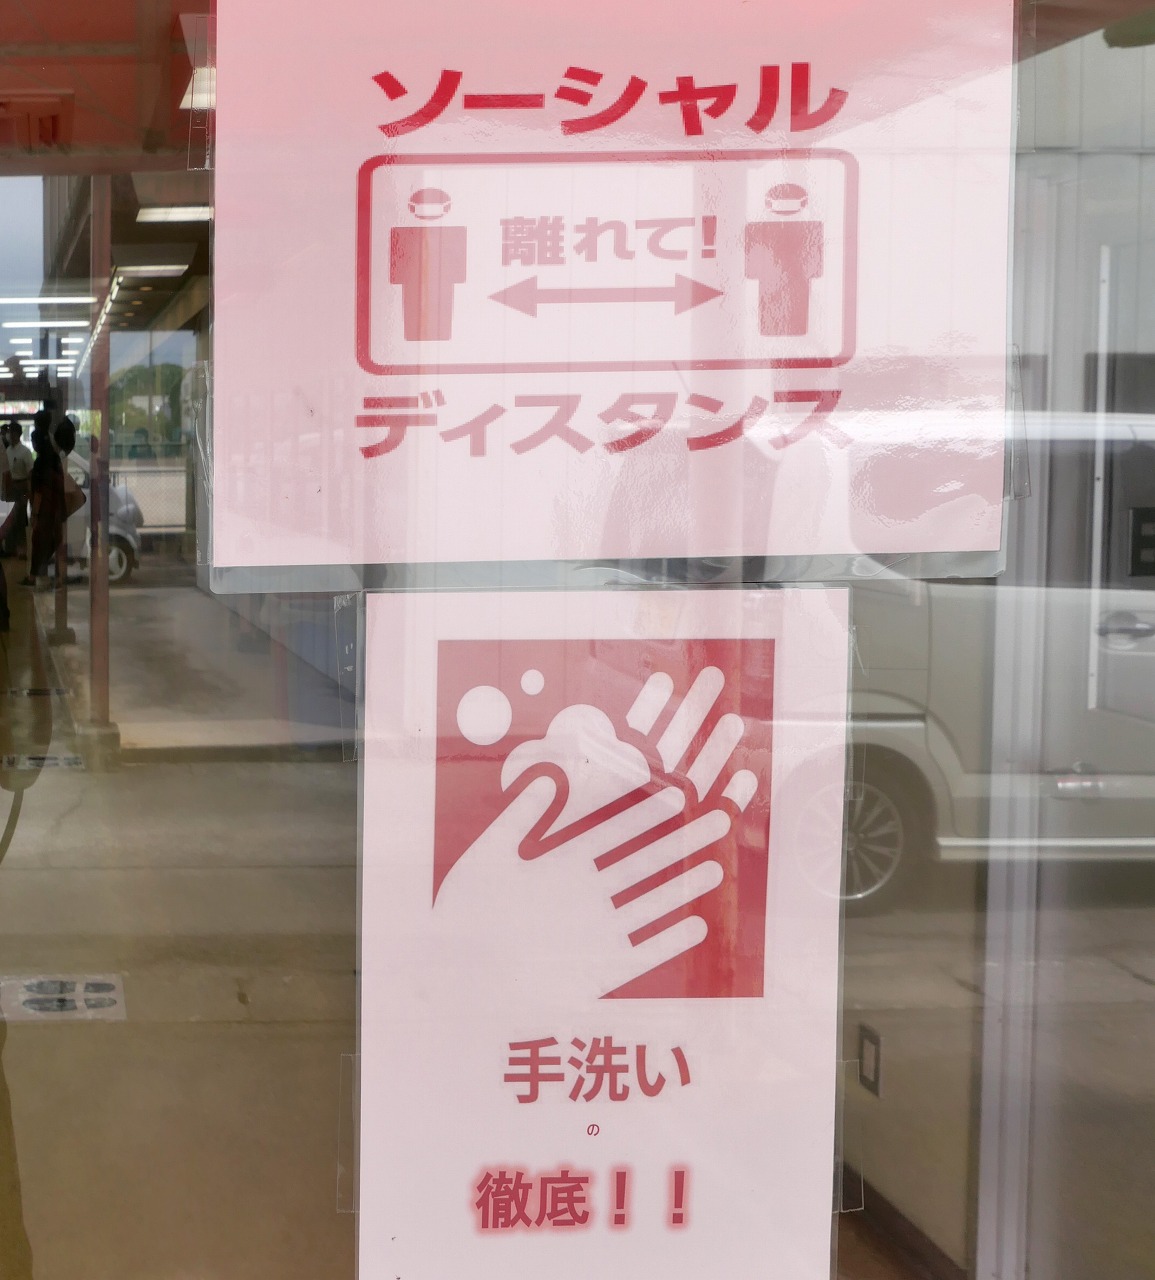 ソーシャル
離れて!
ディスタンス
手洗い
の
徹底！！